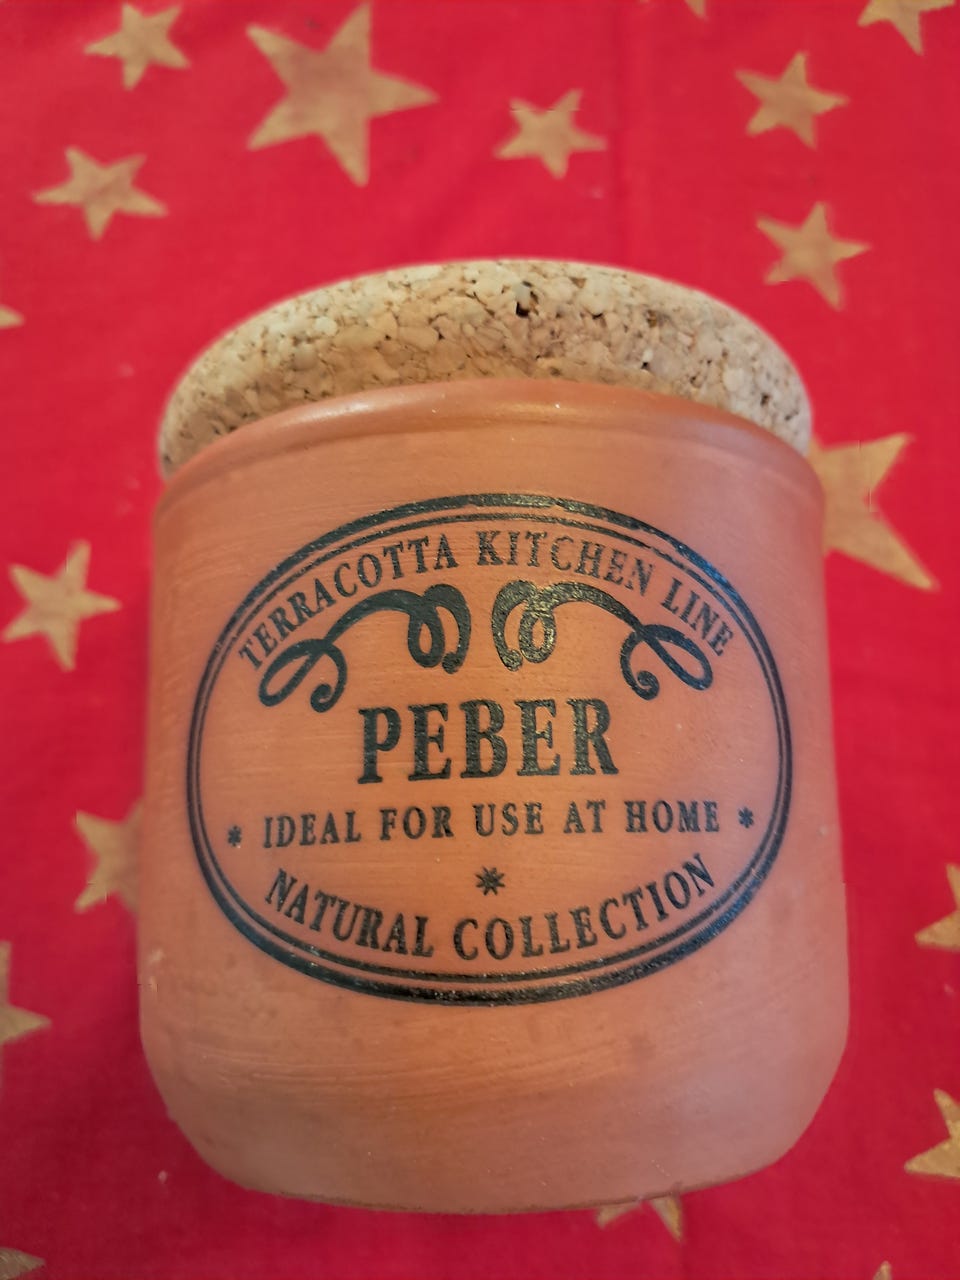 TERRACOTTA KITCHEN LINE
PEBER
* IDEAL FOR USE AT HOME *
*
NATURAL COLLECTION